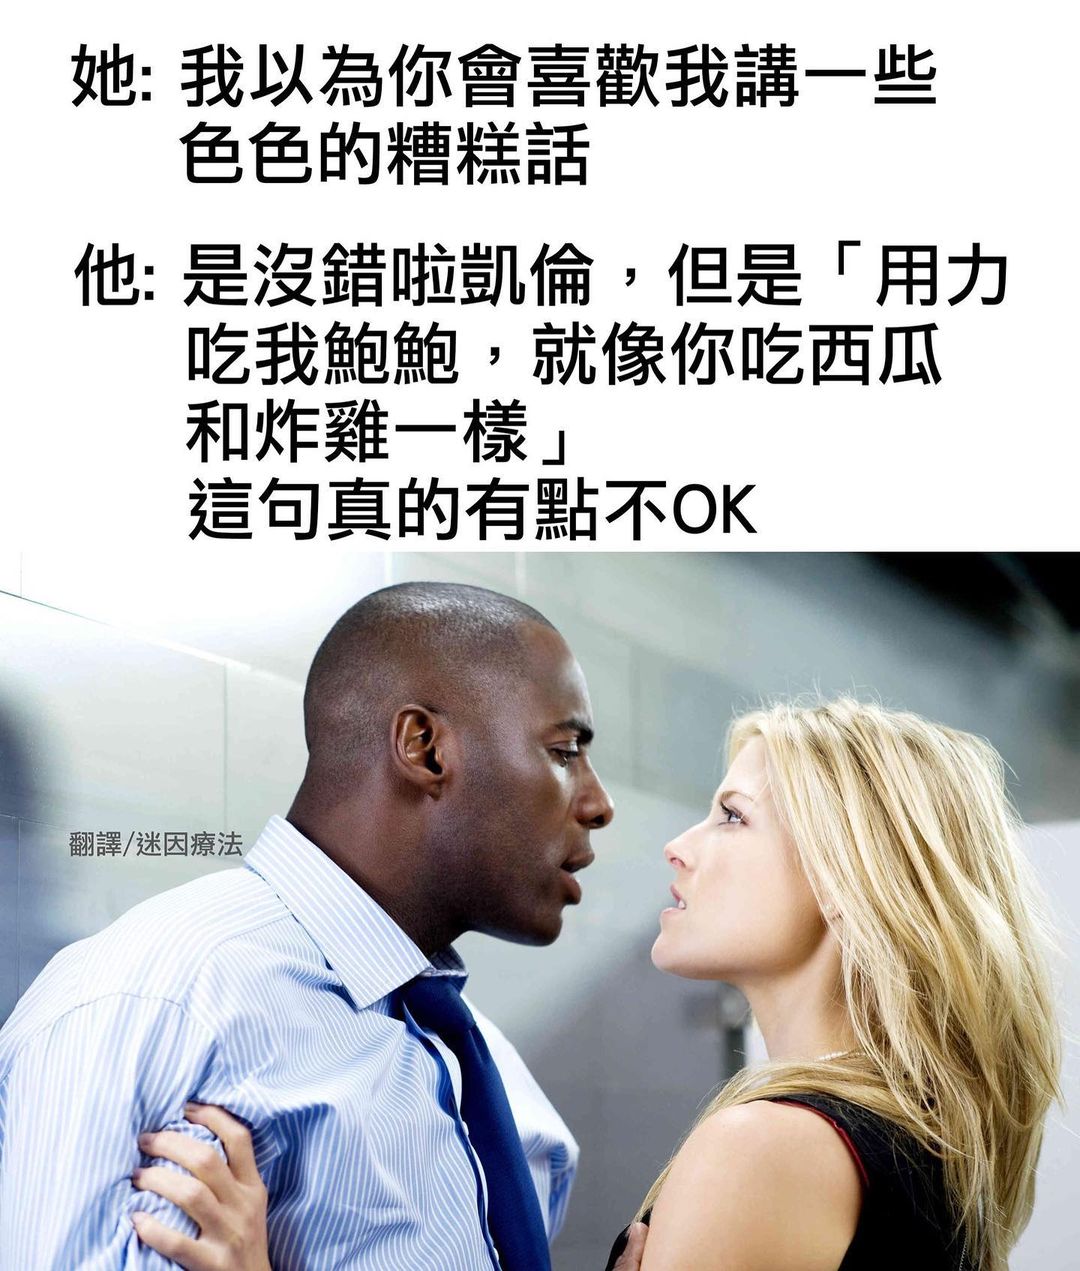 她: 我以為你會喜歡我講一些
色色的糟糕話
他: 是沒錯啦凱倫，但是「用力
吃我鮑鮑，就像你吃西瓜
和炸雞一樣」
這句真的有點不OK
翻譯/迷因療法